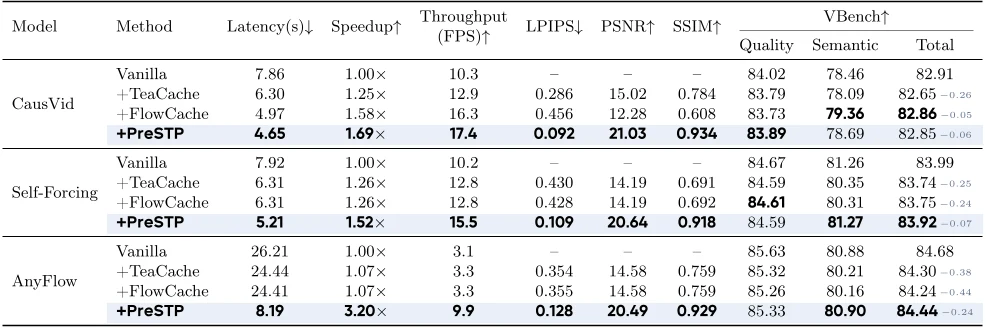 Model Method Latency(s)↓ Speedup↑ Throughput (FPS)↑ LPIPS↓ PSNR↑ SSIM↑ VBench↑
Quality Semantic Total
CausVid
Vanilla 7.86 1.00× 10.3 – – – 84.02 78.46 82.91
+TeaCache 6.30 1.25× 12.9 0.286 15.02 0.784 83.79 78.09 82.65 −0.26
+FlowCache 4.97 1.58× 16.3 0.456 12.28 0.608 83.73 79.36 82.86 −0.05
+PreSTP 4.65 1.69× 17.4 0.092 21.03 0.934 83.89 78.69 82.85 −0.06
Self-Forcing
Vanilla 7.92 1.00× 10.2 – – – 84.67 81.26 83.99
+TeaCache 6.31 1.26× 12.8 0.430 14.19 0.691 84.59 80.35 83.74 −0.25
+FlowCache 6.31 1.26× 12.8 0.428 14.19 0.692 84.61 80.31 83.75 −0.24
+PreSTP 5.21 1.52× 15.5 0.109 20.64 0.918 84.59 81.27 83.92 −0.07
AnyFlow
Vanilla 26.21 1.00× 3.1 – – – 85.63 80.88 84.68
+TeaCache 24.44 1.07× 3.3 0.354 14.58 0.759 85.32 80.21 84.30 −0.38
+FlowCache 24.41 1.07× 3.3 0.355 14.58 0.759 85.26 80.16 84.24 −0.44
+PreSTP 8.19 3.20× 9.9 0.128 20.49 0.929 85.33 80.90 84.44 −0.24